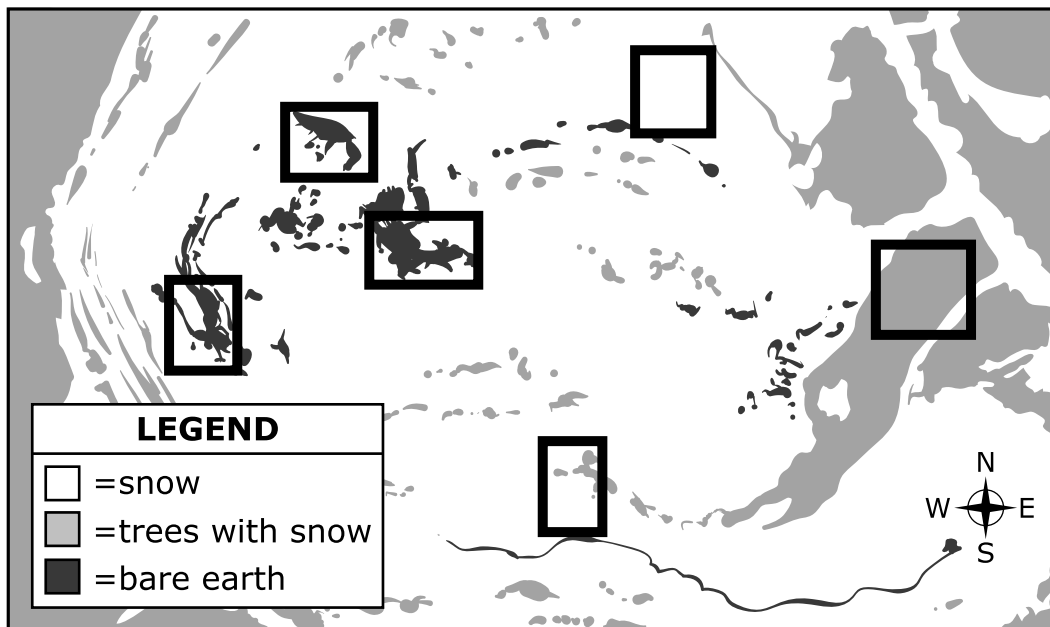 LEGEND
=snow
=trees with snow
=bare earth
N
W E
S